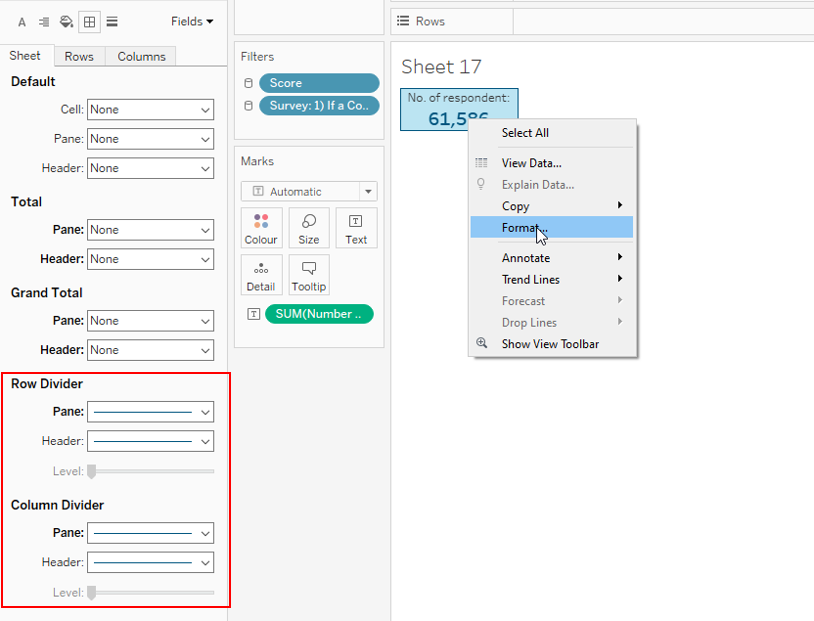 A
Fields
Sheet
Rows
Columns
Default
Cell: None
Pane: None
Header: None
Total
Pane: None
Header: None
Grand Total
Pane: None
Header: None
Row Divider
Pane:
Header:
Level:
Column Divider
Pane:
Header:
Level:
Filters
Score
Survey: 1) If a Co..
Marks
T Automatic
Colour
Size
T
Text
Detail
Tooltip
T SUM(Number ..
Rows
Sheet 17
No. of respondent:
61,586
Select All
View Data...
Explain Data...
Copy
Format...
Annotate
Trend Lines
Forecast
Drop Lines
Show View Toolbar